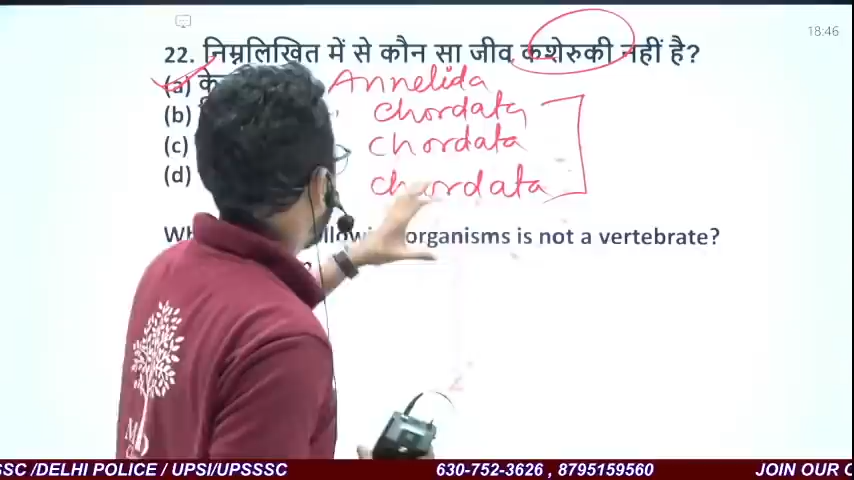 18:46
22. निम्नलिखित में से कौन सा जीव कशेरुकी नहीं है?
(a) के Annelida
(b) chordata
(c) chordata
(d) chordata
organisms is not a vertebrate?
SSC /DELHI POLICE / UPSI/UPSSSC 630-752-3626 , 8795159560 JOIN OUR